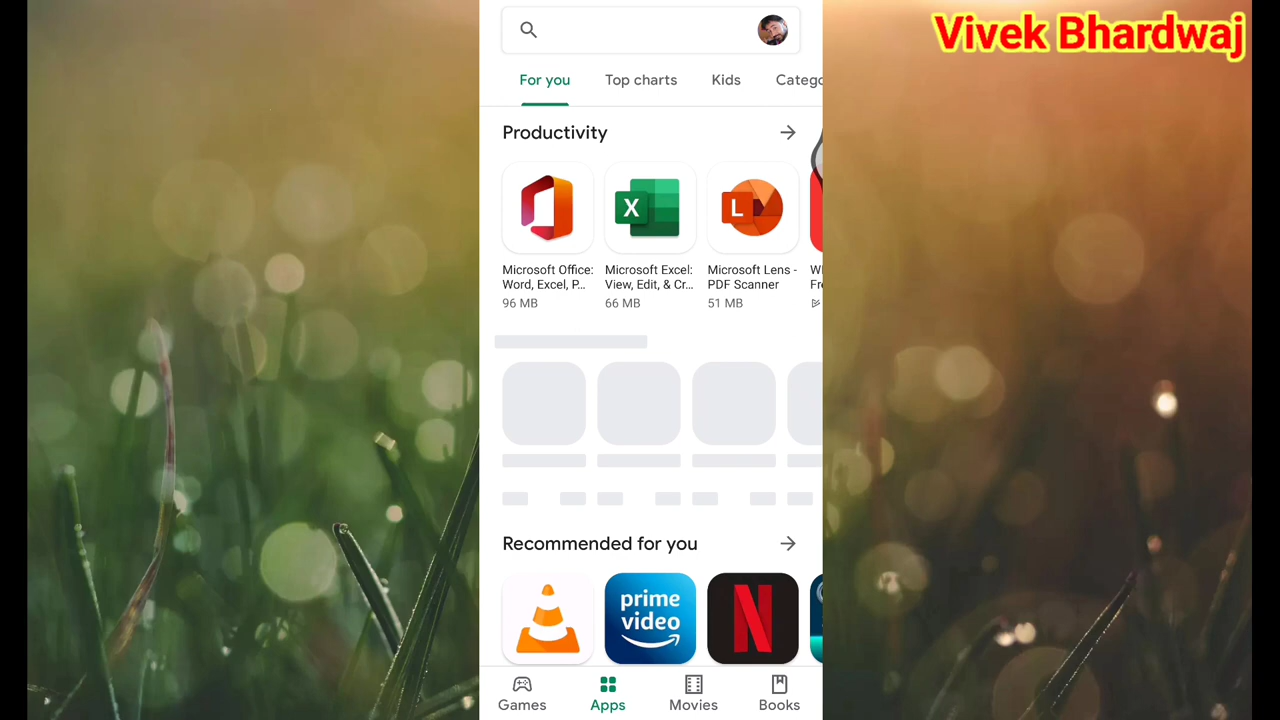 Vivek Bhardwaj
For you Top charts Kids Catego
Productivity
X
L
Microsoft Office: Microsoft Excel: Microsoft Lens -
Word, Excel, P... View, Edit, & Cr... PDF Scanner
96 MB 66 MB 51 MB
Recommended for you
prime
video
N
Games Apps Movies Books